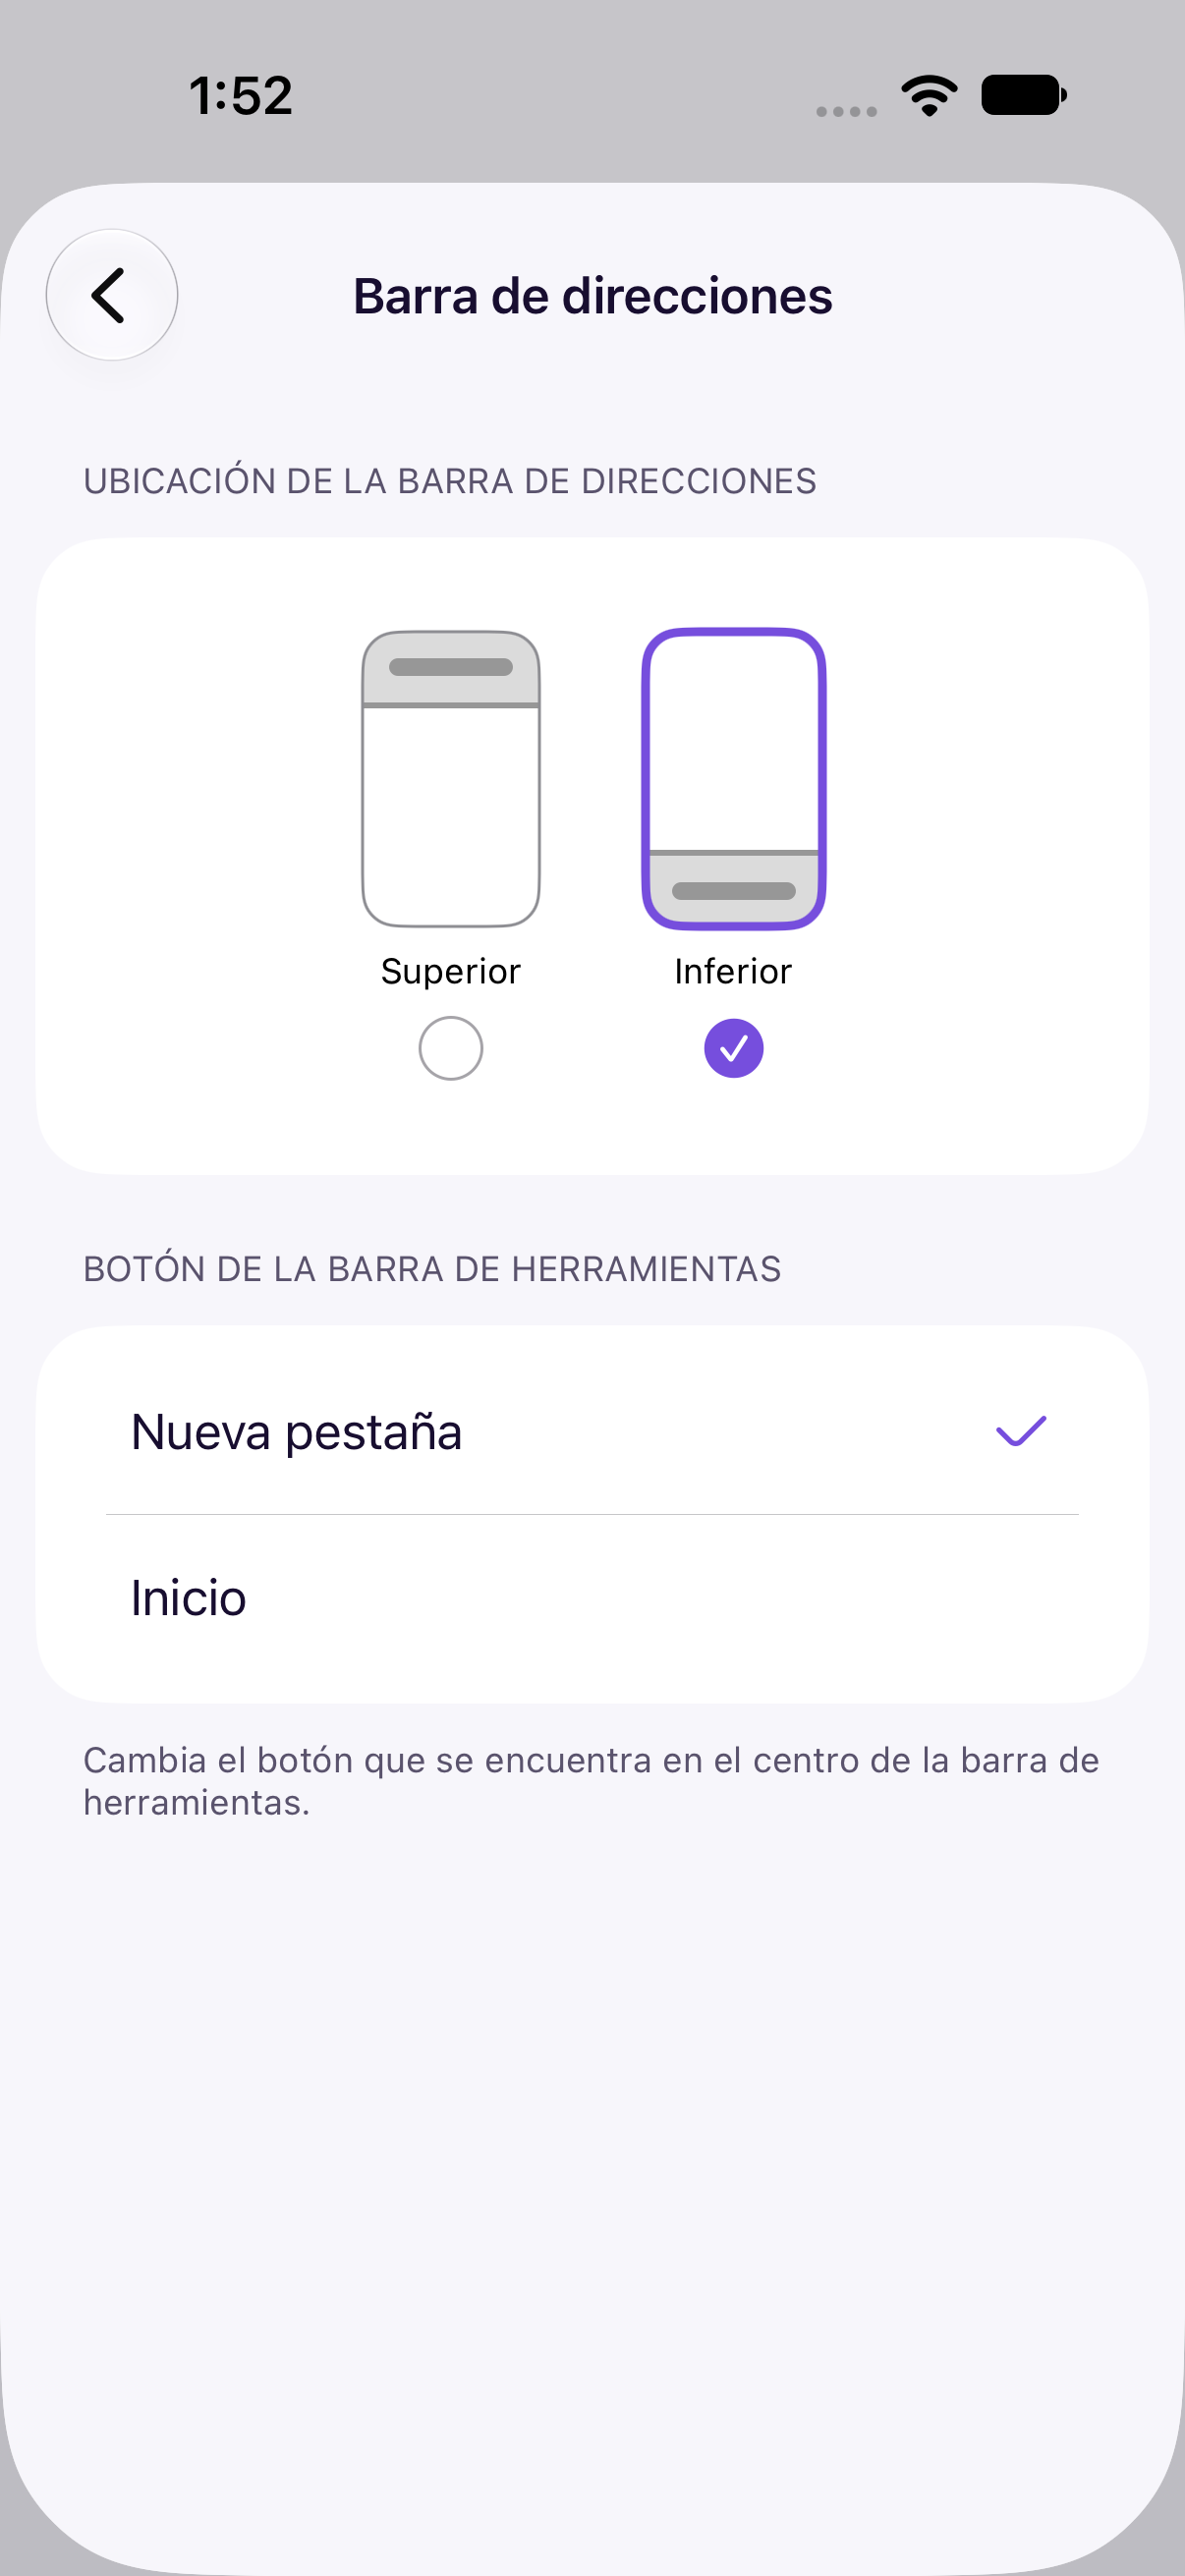 1:52
Barra de direcciones
UBICACIÓN DE LA BARRA DE DIRECCIONES
Superior
Inferior
BOTÓN DE LA BARRA DE HERRAMIENTAS
Nueva pestaña
Inicio
Cambia el botón que se encuentra en el centro de la barra de
herramientas.